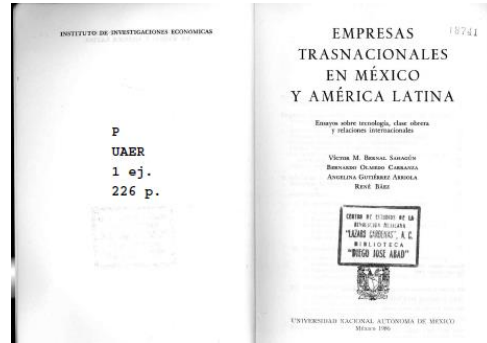 INSTITUTO DE INVESTIGACIONES ECONOMICAS
P
UAER
1 ej.
226 p.
18741
EMPRESAS
TRASNACIONALES
EN MÉXICO
Y AMÉRICA LATINA
Ensayos sobre tecnología, clase obrera
y relaciones internacionales
VÍCTOR M. BERNAL SAHAGÚN
BERNARDO OLMEDO CARRANZA
ANGELINA GUTIÉRREZ ARRIOLA
RENÉ BÁEZ
CENTRO DE ESTUDIOS DE LA
REVOLUCION MEXICANA
"LAZARO CARDENAS", A. C.
BIBLIOTECA
"DIEGO JOSE ABAD"
UNIVERSIDAD NACIONAL AUTÓNOMA DE MÉXICO
México 1986